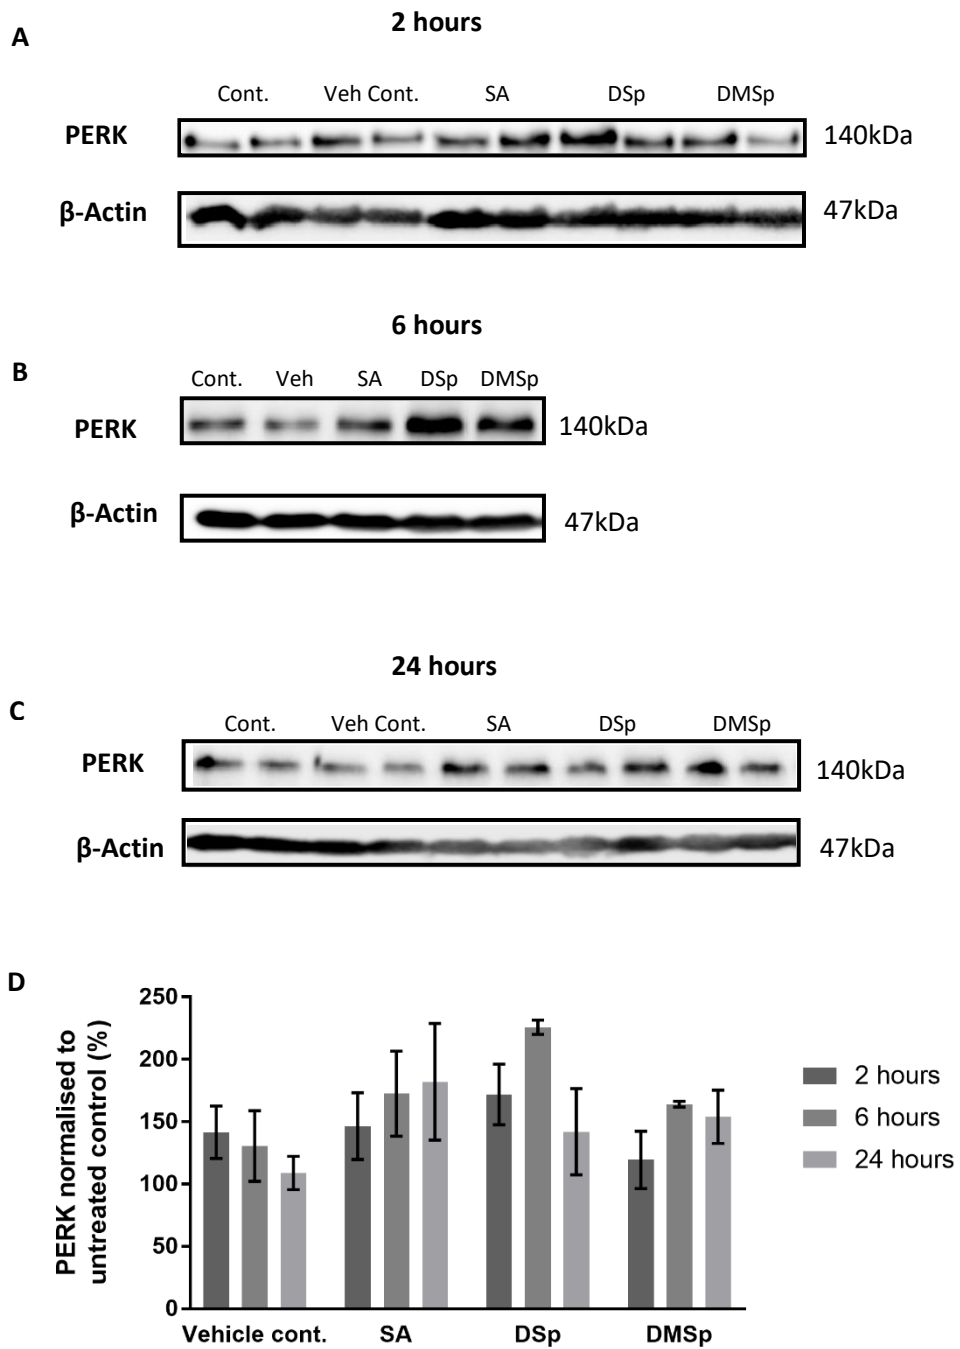 2 hours
A
Cont. Veh Cont. SA DSp DMSp
PERK 140kDa
β-Actin 47kDa
6 hours
B
Cont. Veh SA DSp DMSp
PERK 140kDa
β-Actin 47kDa
24 hours
C
Cont. Veh Cont. SA DSp DMSp
PERK 140kDa
β-Actin 47kDa
D
PERK normalised to
untreated control (%)
250
200
150
100
50
0
Vehicle cont. SA DSp DMSp
2 hours
6 hours
24 hours